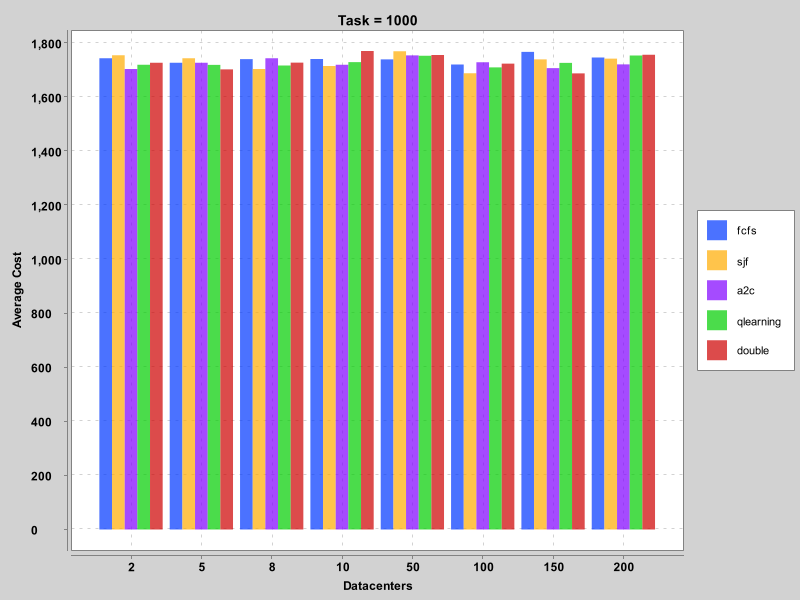 Task = 1000
1,800
1,600
1,400
1,200
1,000
800
600
400
200
0
Average Cost
2 5 8 10 50 100 150 200
Datacenters
fcfs
sjf
a2c
qlearning
double